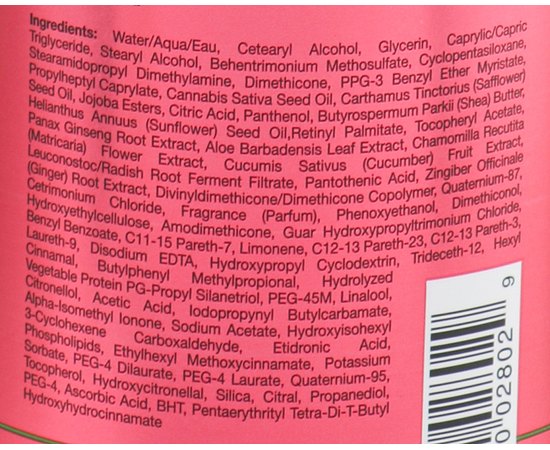 Ingredients: Water/Aqua/Eau, Cetearyl Alcohol, Glycerin, Caprylic/Capric
Triglyceride, Stearyl Alcohol, Behentrimonium Methosulfate, Cyclopentasiloxane,
Stearamidopropyl Dimethylamine, Dimethicone, PPG-3 Benzyl Ether Myristate,
Propylheptyl Caprylate, Cannabis Sativa Seed Oil, Carthamus Tinctorius (Safflower)
Seed Oil, Jojoba Esters, Citric Acid, Panthenol, Butyrospermum Parkii (Shea) Butter,
Helianthus Annuus (Sunflower) Seed Oil,Retinyl Palmitate, Tocopheryl Acetate,
Panax Ginseng Root Extract, Aloe Barbadensis Leaf Extract, Chamomilla Recutita
(Matricaria) Flower Extract, Cucumis Sativus (Cucumber) Fruit Extract,
Leuconostoc/Radish Root Ferment Filtrate, Pantothenic Acid, Zingiber Officinale
(Ginger) Root Extract, Divinyldimethicone/Dimethicone Copolymer, Quaternium-87,
Cetrimonium Chloride, Fragrance (Parfum), Phenoxyethanol, Dimethiconol,
Hydroxyethylcellulose, Amodimethicone, Guar Hydroxypropyltrimonium Chloride,
Benzyl Benzoate, C11-15 Pareth-7, Limonene, C12-13 Pareth-23, C12-13 Pareth-3,
Laureth-9, Disodium EDTA, Hydroxypropyl Cyclodextrin, Trideceth-12, Hexyl
Cinnamal, Butylphenyl Methylpropional, Hydrolyzed
Vegetable Protein PG-Propyl Silanetriol, PEG-45M, Linalool,
Citronellol, Acetic Acid, Iodopropynyl Butylcarbamate,
Alpha-Isomethyl Ionone, Sodium Acetate, Hydroxyisohexyl
3-Cyclohexene Carboxaldehyde, Etidronic Acid,
Phospholipids, Ethylhexyl Methoxycinnamate, Potassium
Sorbate, PEG-4 Dilaurate, PEG-4 Laurate, Quaternium-95,
Tocopherol, Hydroxycitronellal, Silica, Citral, Propanediol,
PEG-4, Ascorbic Acid, BHT, Pentaerythrityl Tetra-Di-T-Butyl
Hydroxyhydrocinnamate
02802 9